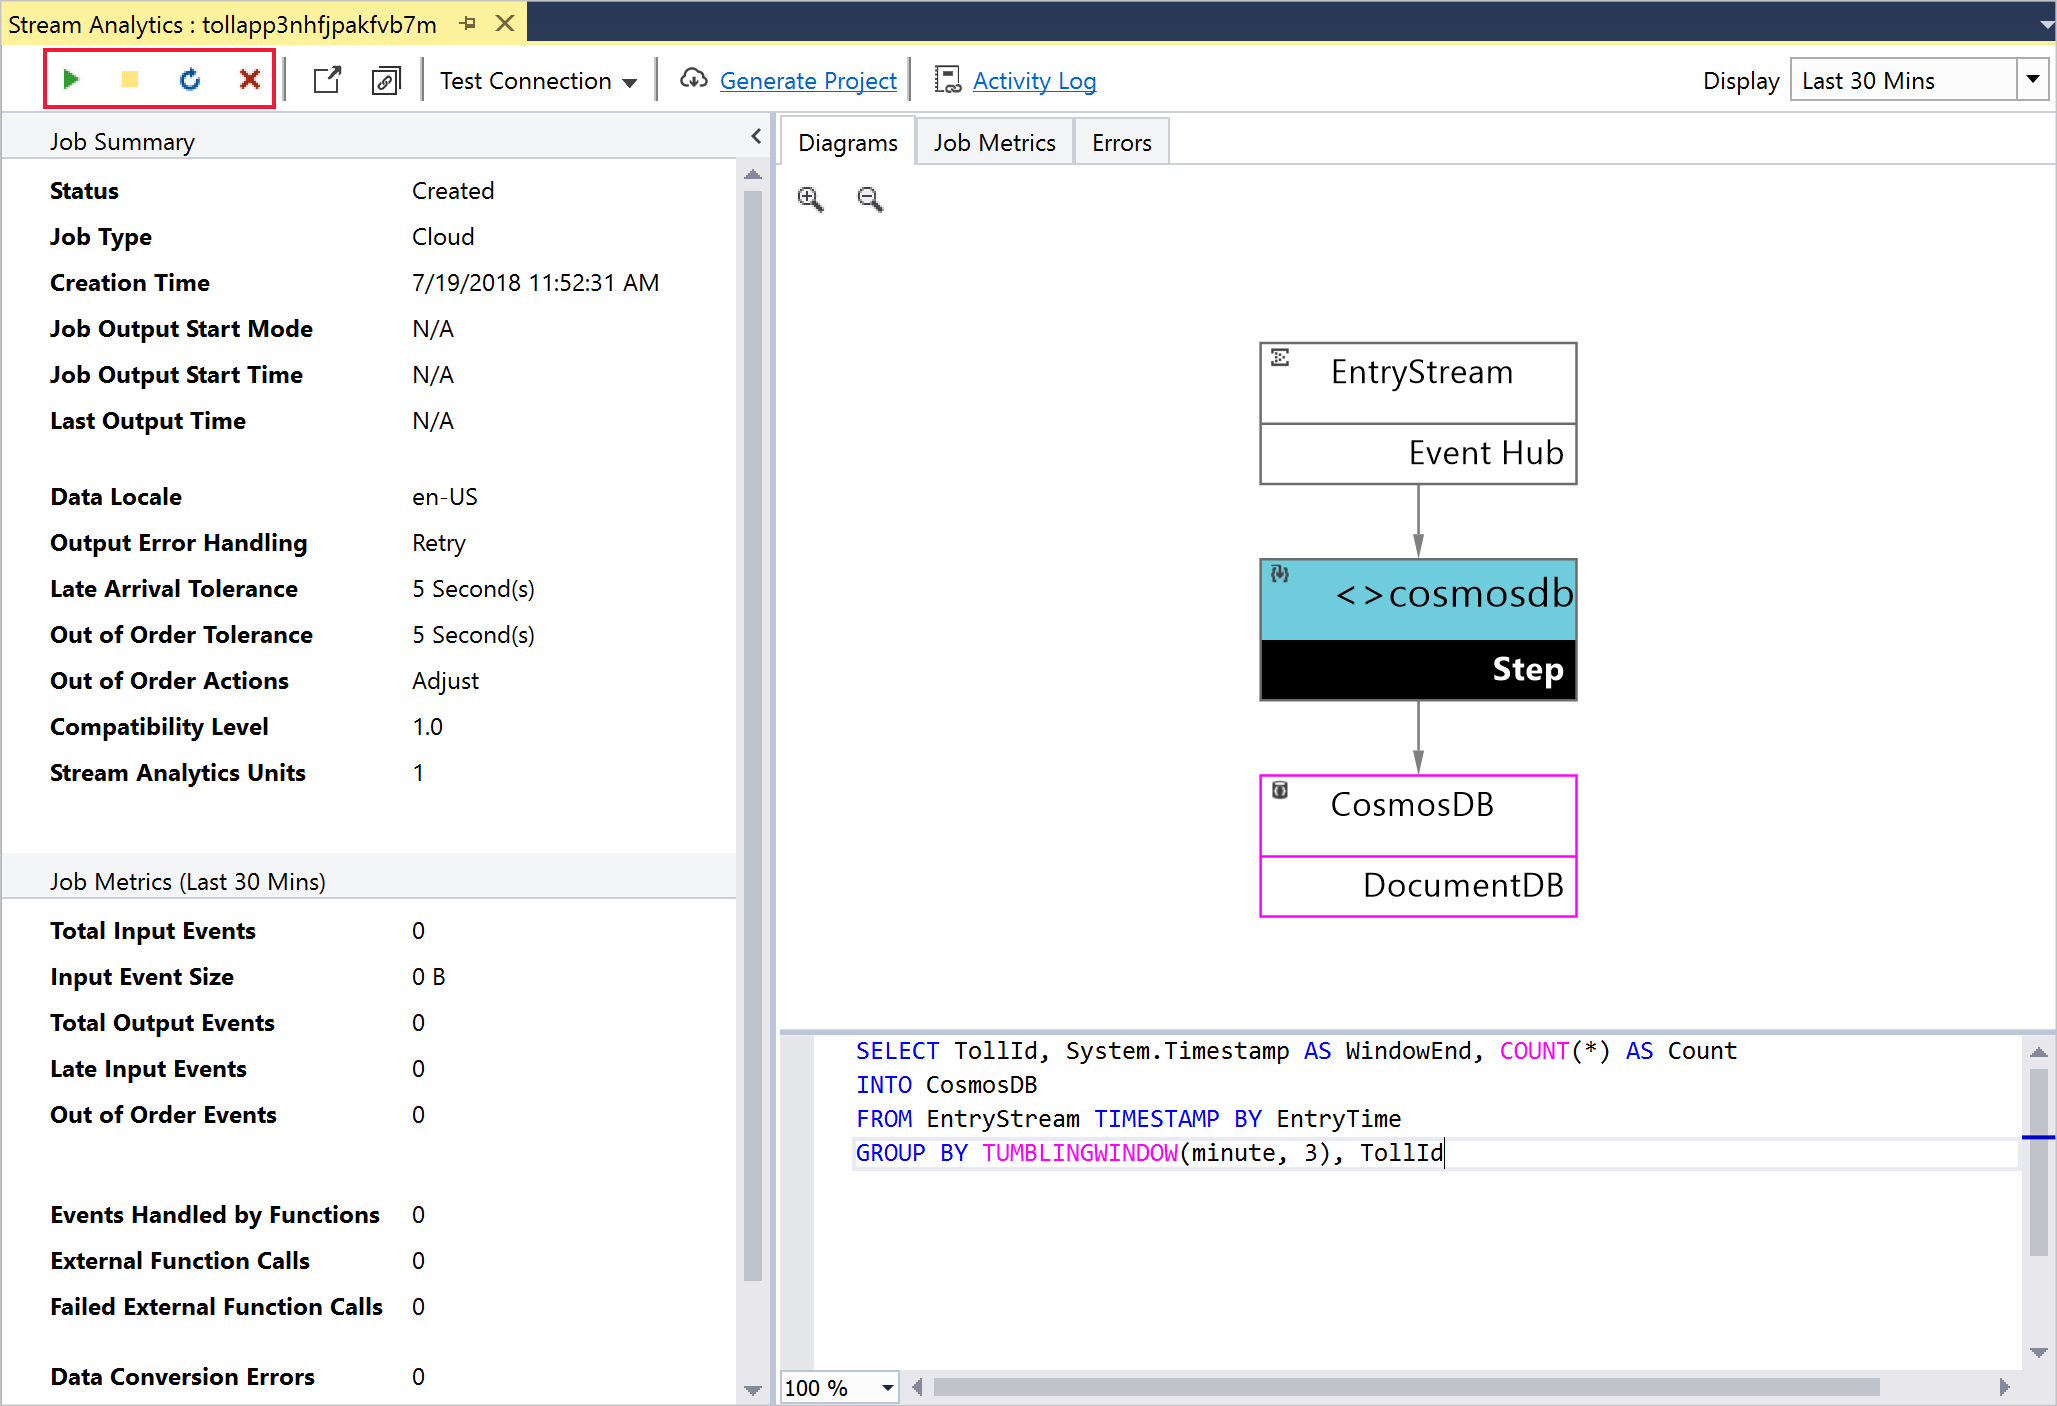 Stream Analytics : tollapp3nhfjpakfvb7m
Test Connection
Generate Project
Activity Log
Display
Last 30 Mins
Job Summary
Status Created
Job Type Cloud
Creation Time 7/19/2018 11:52:31 AM
Job Output Start Mode N/A
Job Output Start Time N/A
Last Output Time N/A
Data Locale en-US
Output Error Handling Retry
Late Arrival Tolerance 5 Second(s)
Out of Order Tolerance 5 Second(s)
Out of Order Actions Adjust
Compatibility Level 1.0
Stream Analytics Units 1
Job Metrics (Last 30 Mins)
Total Input Events 0
Input Event Size 0 B
Total Output Events 0
Late Input Events 0
Out of Order Events 0
Events Handled by Functions 0
External Function Calls 0
Failed External Function Calls 0
Data Conversion Errors 0
Diagrams
Job Metrics
Errors
EntryStream
Event Hub
<>cosmosdb
Step
CosmosDB
DocumentDB
SELECT TollId, System.Timestamp AS WindowEnd, COUNT(*) AS Count
INTO CosmosDB
FROM EntryStream TIMESTAMP BY EntryTime
GROUP BY TUMBLINGWINDOW(minute, 3), TollId
100 %